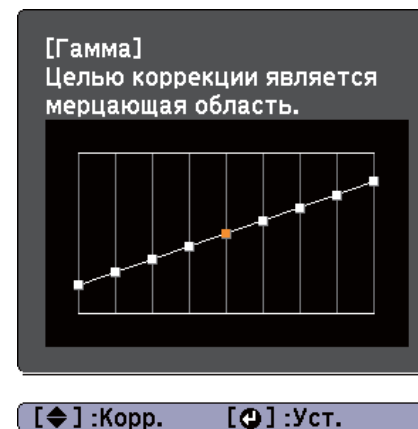 [Гамма]
Целью коррекции является
мерцающая область.
[◆] :Корр. [↵] :Уст.